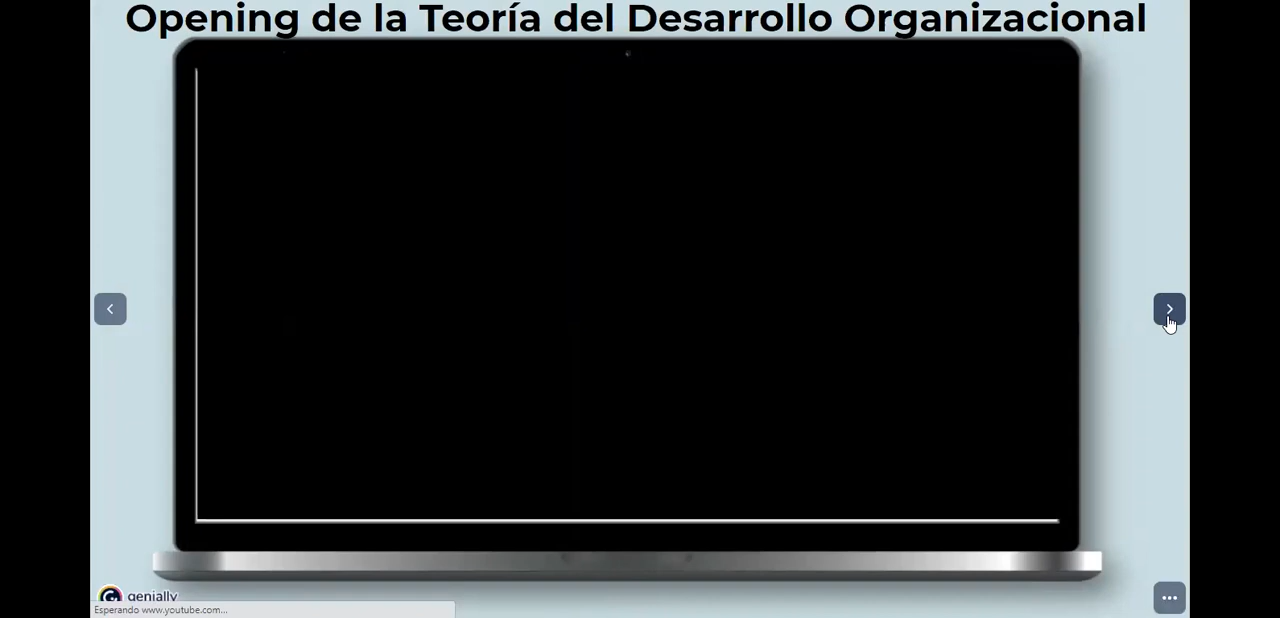 Opening de la Teoría del Desarrollo Organizacional
genially
Esperando www.youtube.com...